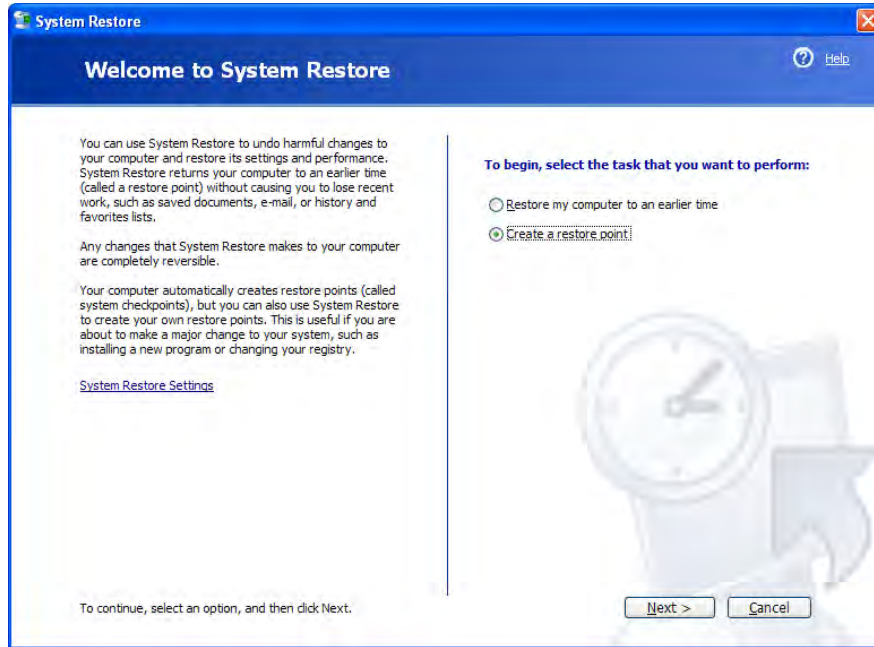 System Restore
Welcome to System Restore
Help
You can use System Restore to undo harmful changes to
your computer and restore its settings and performance.
System Restore returns your computer to an earlier time
(called a restore point) without causing you to lose recent
work, such as saved documents, e-mail, or history and
favorites lists.
Any changes that System Restore makes to your computer
are completely reversible.
Your computer automatically creates restore points (called
system checkpoints), but you can also use System Restore
to create your own restore points. This is useful if you are
about to make a major change to your system, such as
installing a new program or changing your registry.
System Restore Settings
To begin, select the task that you want to perform:
Restore my computer to an earlier time
Create a restore point
To continue, select an option, and then click Next.
Next >
Cancel